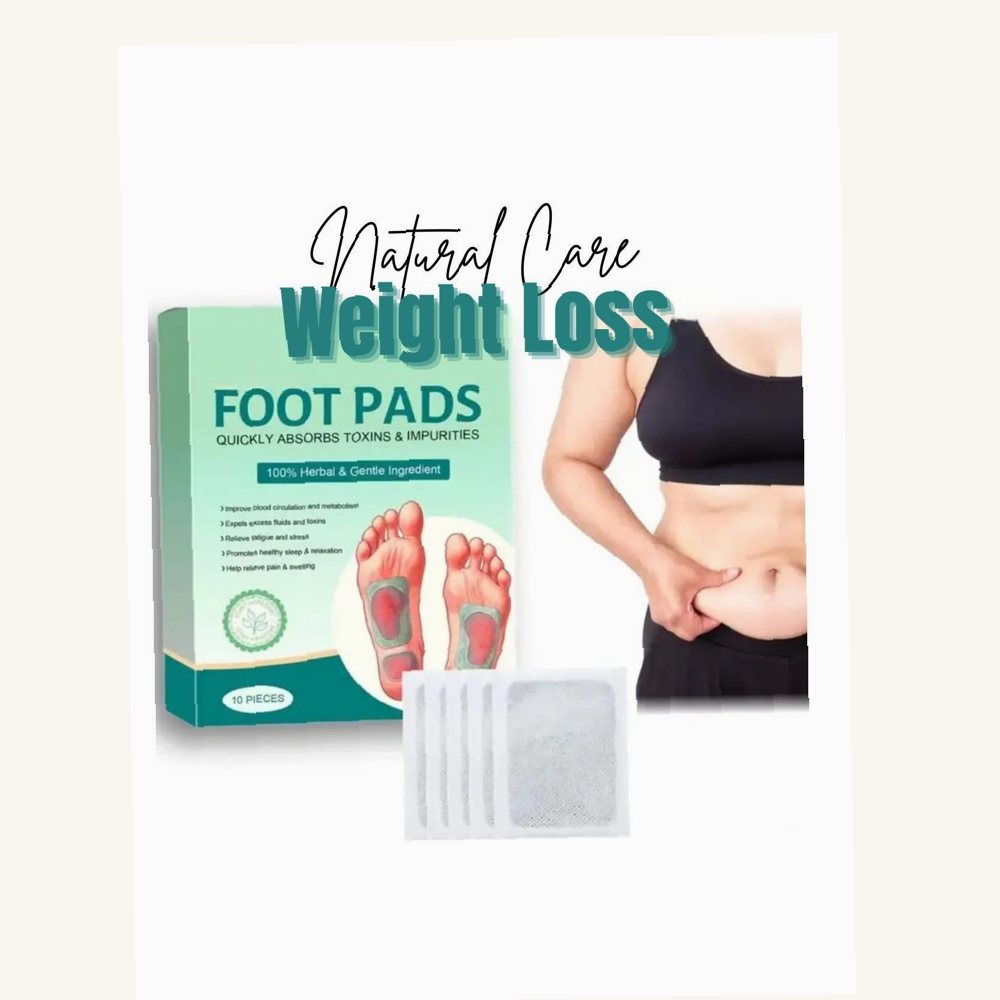 Natural Care
Weight Loss
FOOT PADS
QUICKLY ABSORBS TOXINS & IMPURITIES
100% Herbal & Gentle Ingredient
Improve blood circulation and metabolism
Expels excess fluids and toxins
Relieve fatigue and stress
Promotes healthy sleep & relaxation
Help relieve pain & swelling
10 PIECES